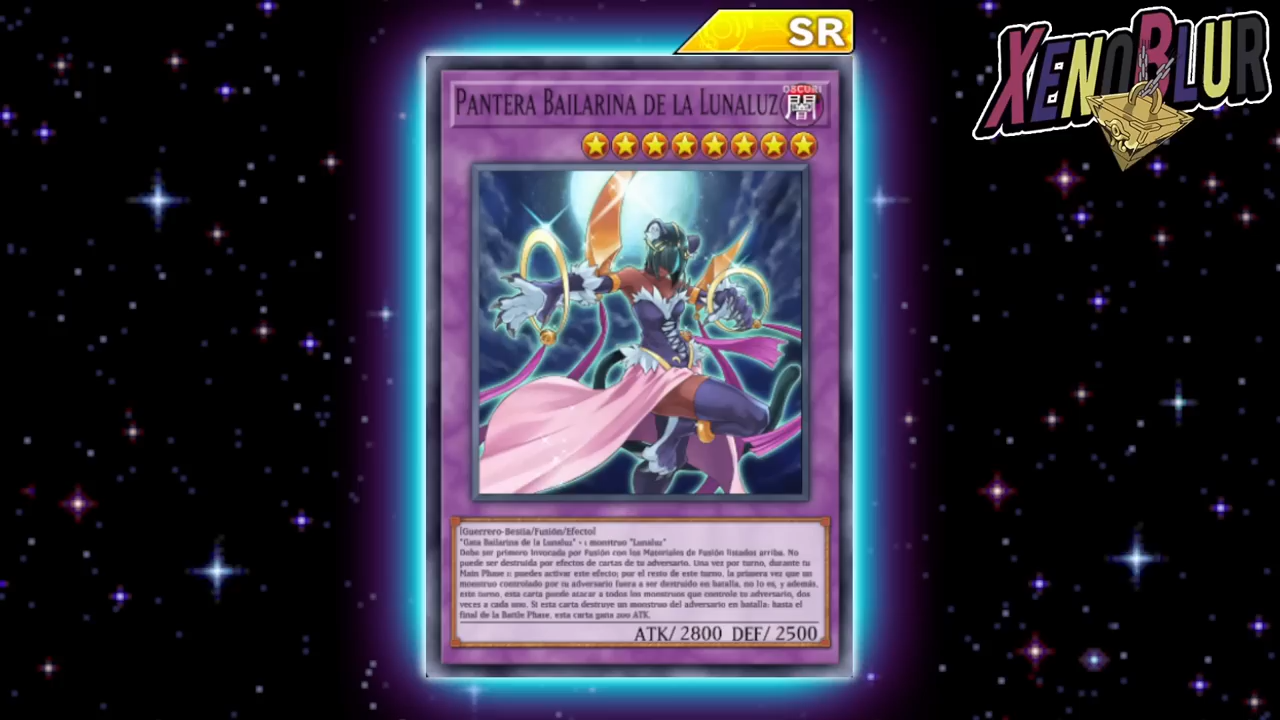 SR
XENOBLUR
PANTERA BAILARINA DE LA LUNALUZ
OSCURI
闇
[Guerrero-Bestia/Fusión/Efecto]
"Gata Bailarina de la Lunaluz" + 1 monstruo "Lunaluz"
Debo ser primero Invocada por Fusión con los Materiales de Fusión listados arriba. No
puede ser destruida por efectos de cartas de tu adversario. Una vez por turno, durante tu
Main Phase 1: puedes activar este efecto; por el resto de este turno, la primera vez que un
monstruo controlado por tu adversario fuera a ser destruido en batalla, no lo es, y además,
este turno, esta carta puede atacar a todos los monstruos que controle tu adversario, dos
veces a cada uno. Si esta carta destruye un monstruo del adversario en batalla: hasta el
final de la Battle Phase, esta carta gana 200 ATK.
ATK/ 2800 DEF/ 2500